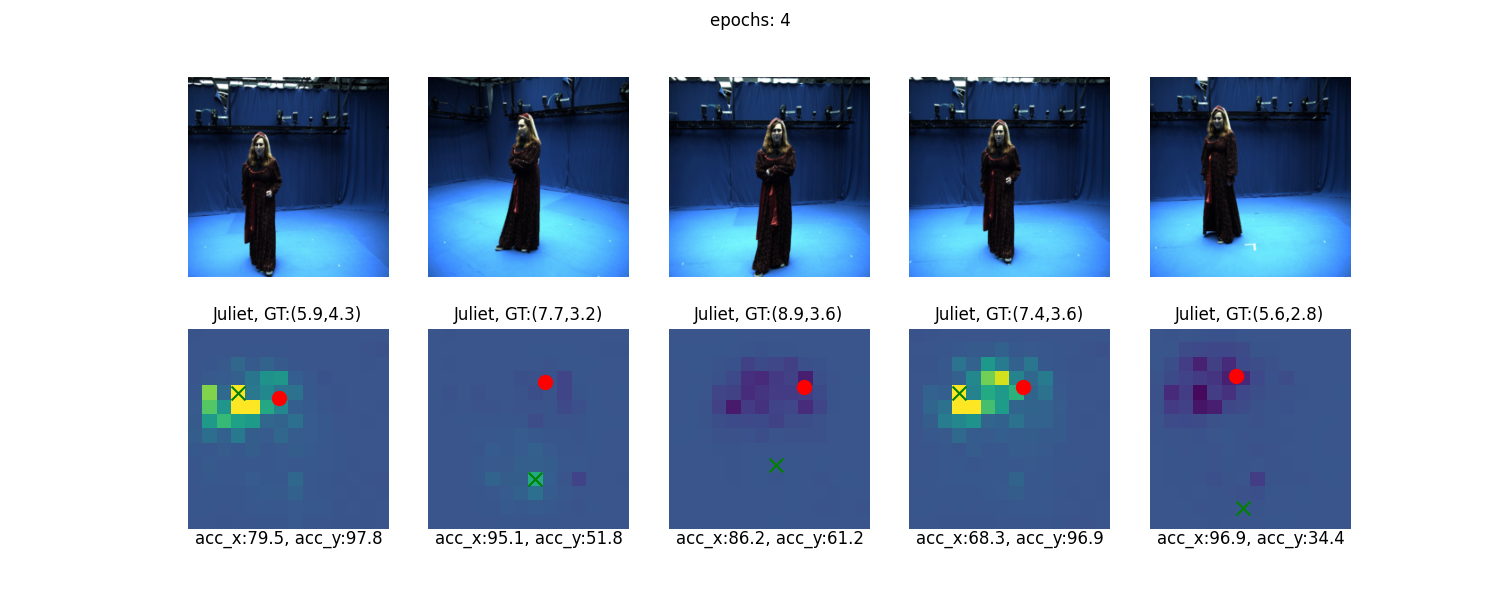 epochs: 4
Juliet, GT:(5.9,4.3)
Juliet, GT:(7.7,3.2)
Juliet, GT:(8.9,3.6)
Juliet, GT:(7.4,3.6)
Juliet, GT:(5.6,2.8)
acc_x:79.5, acc_y:97.8
acc_x:95.1, acc_y:51.8
acc_x:86.2, acc_y:61.2
acc_x:68.3, acc_y:96.9
acc_x:96.9, acc_y:34.4